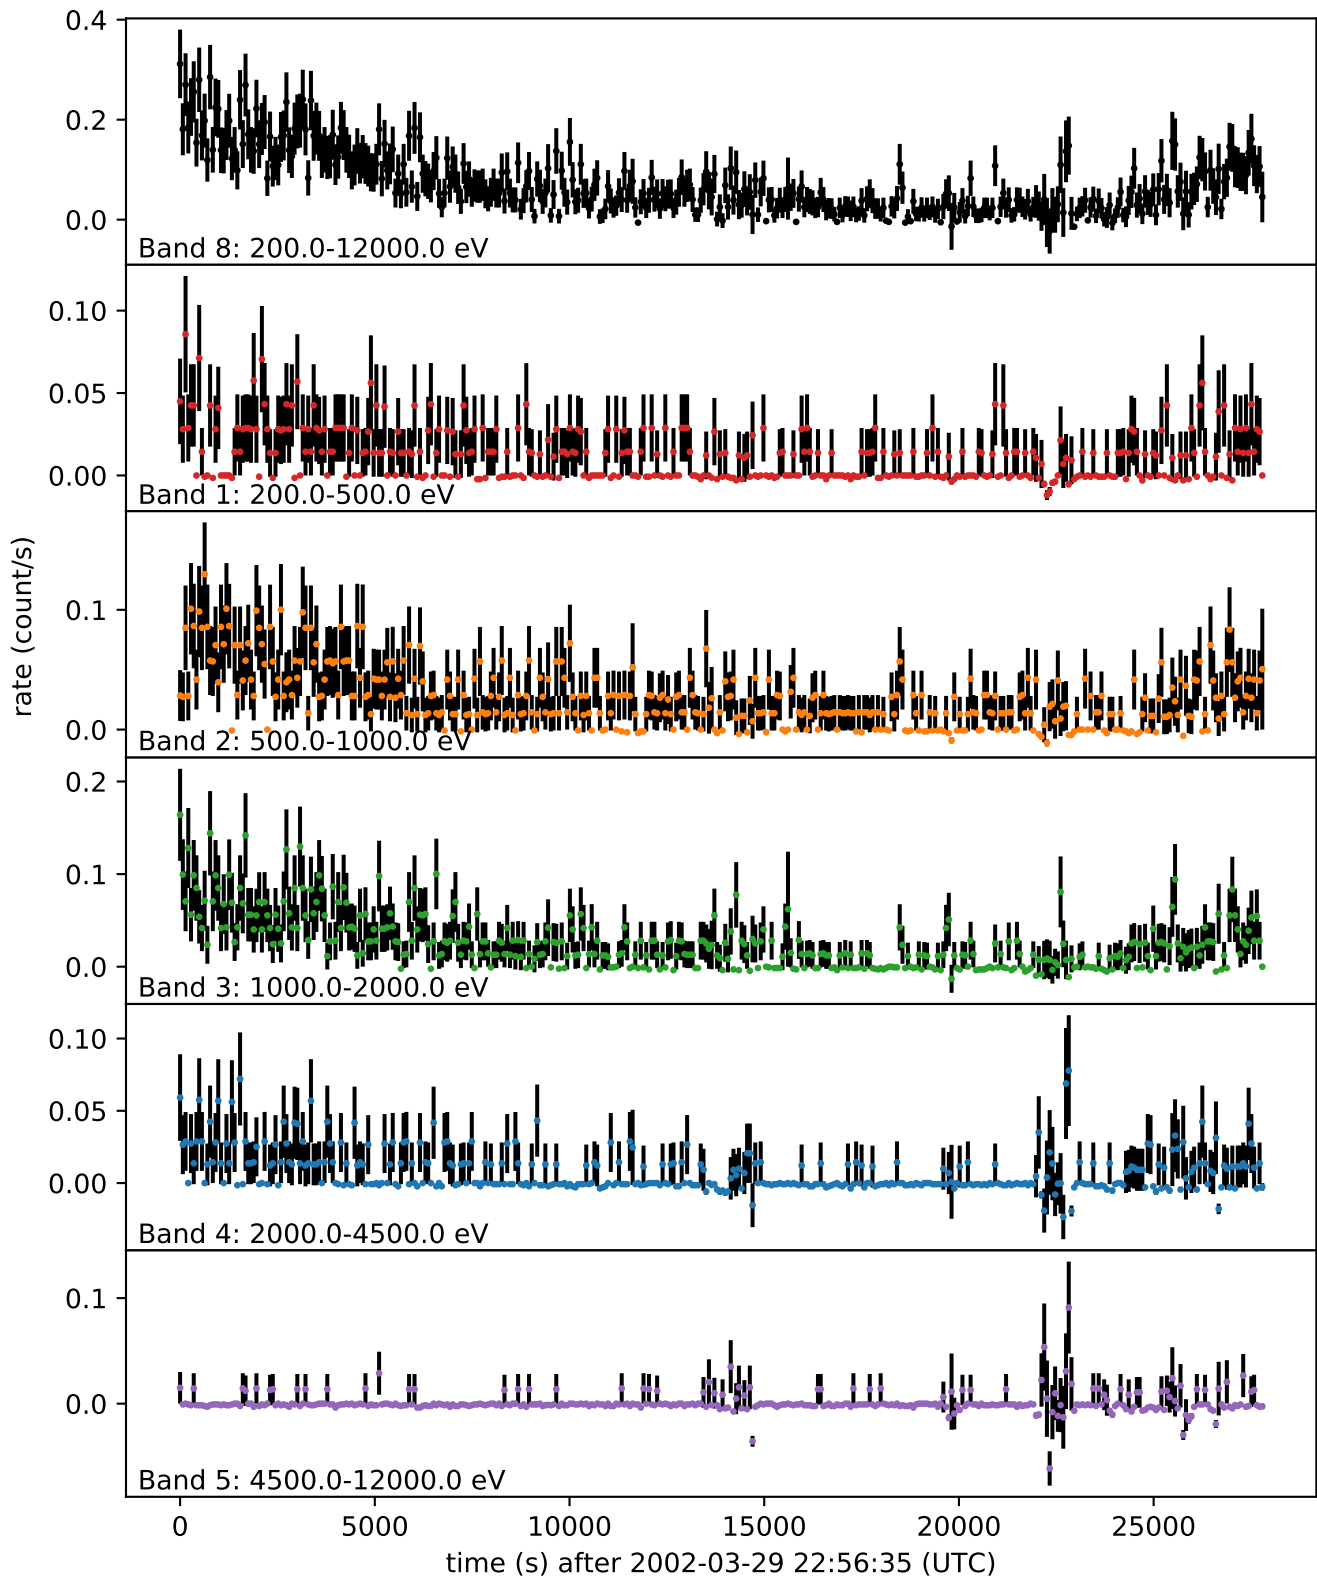 0.4
0.2
0.0
Band 8: 200.0-12000.0 eV
0.10
0.05
0.00
Band 1: 200.0-500.0 eV
rate (count/s)
0.1
0.0
Band 2: 500.0-1000.0 eV
0.2
0.1
0.0
Band 3: 1000.0-2000.0 eV
0.10
0.05
0.00
Band 4: 2000.0-4500.0 eV
0.1
0.0
Band 5: 4500.0-12000.0 eV
0 5000 10000 15000 20000 25000
time (s) after 2002-03-29 22:56:35 (UTC)